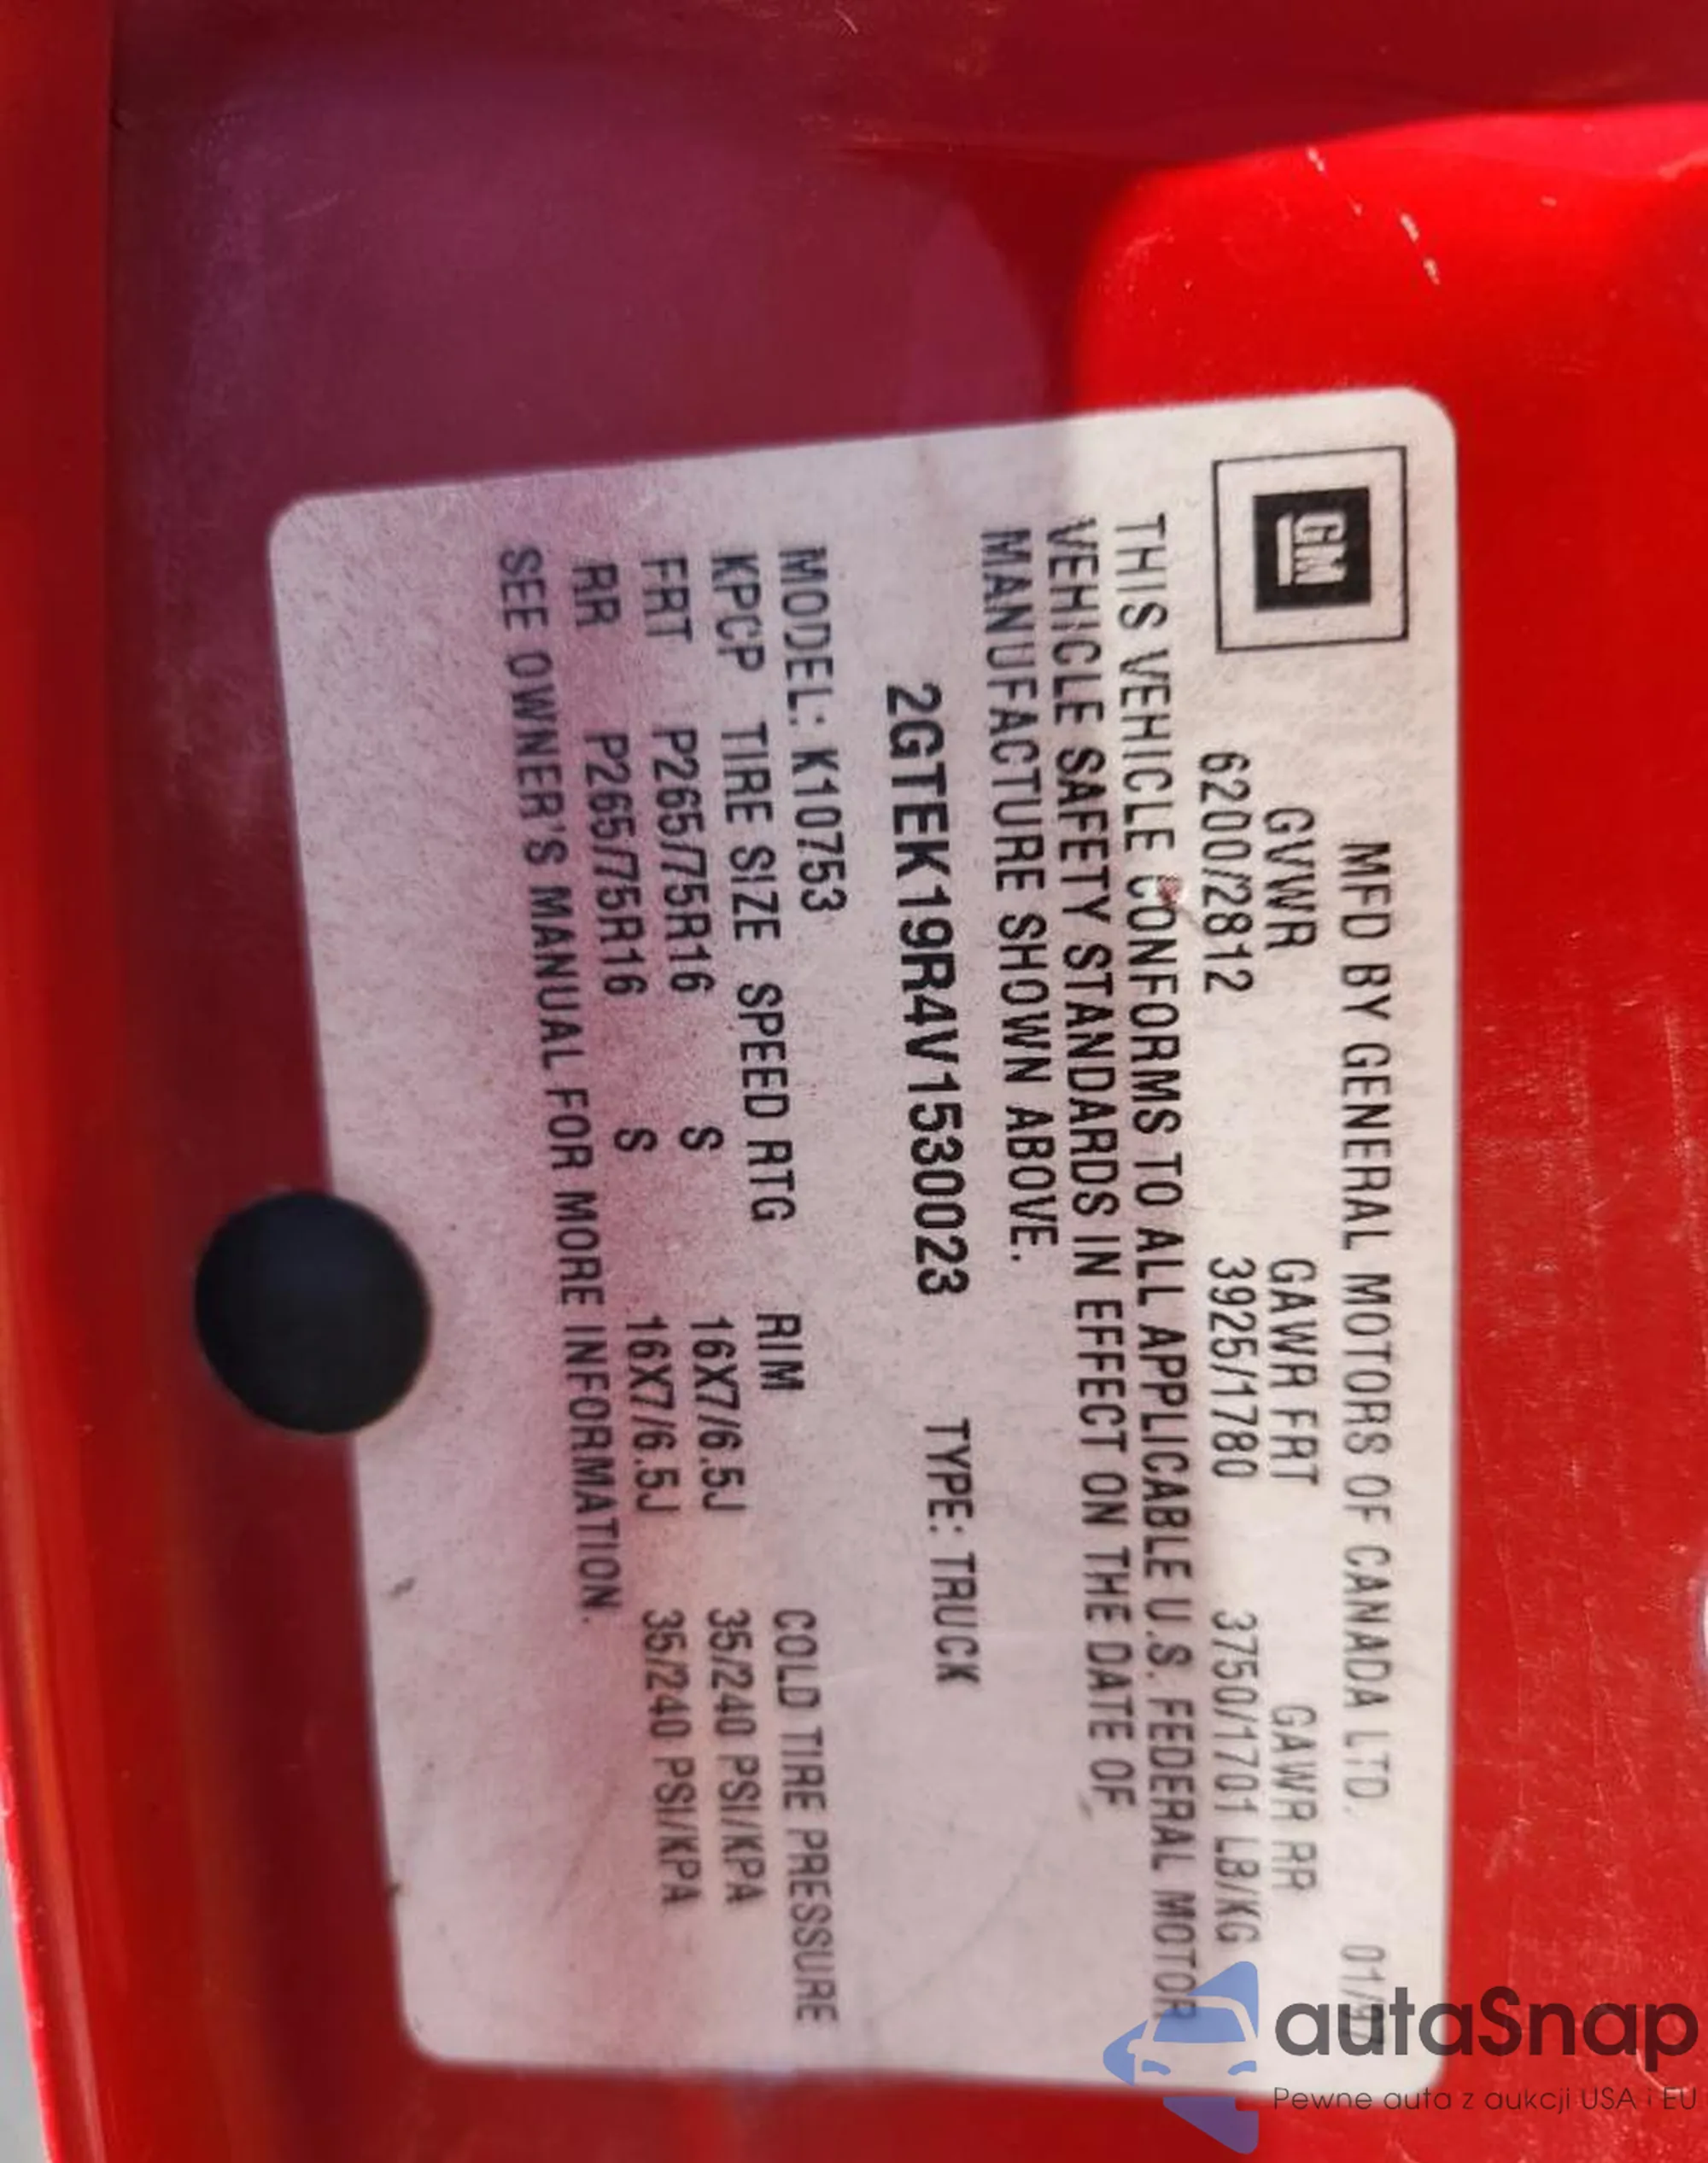 GM
MFD BY GENERAL MOTORS OF CANADA LTD. 01/97
GVWR GAWR FRT GAWR RR
6200/2812 3925/1780 3750/1701 LB/KG
THIS VEHICLE CONFORMS TO ALL APPLICABLE U.S. FEDERAL MOTOR
VEHICLE SAFETY STANDARDS IN EFFECT ON THE DATE OF
MANUFACTURE SHOWN ABOVE.
2GTEK19R4V1530023 TYPE: TRUCK
MODEL: K10753
KPCP TIRE SIZE SPEED RTG RIM COLD TIRE PRESSURE
FRT P265/75R16 S 16X7/6.5J 35/240 PSI/KPA
RR P265/75R16 S 16X7/6.5J 35/240 PSI/KPA
SEE OWNER'S MANUAL FOR MORE INFORMATION.
autaSnap
Pewne auta z aukcji USA i EU